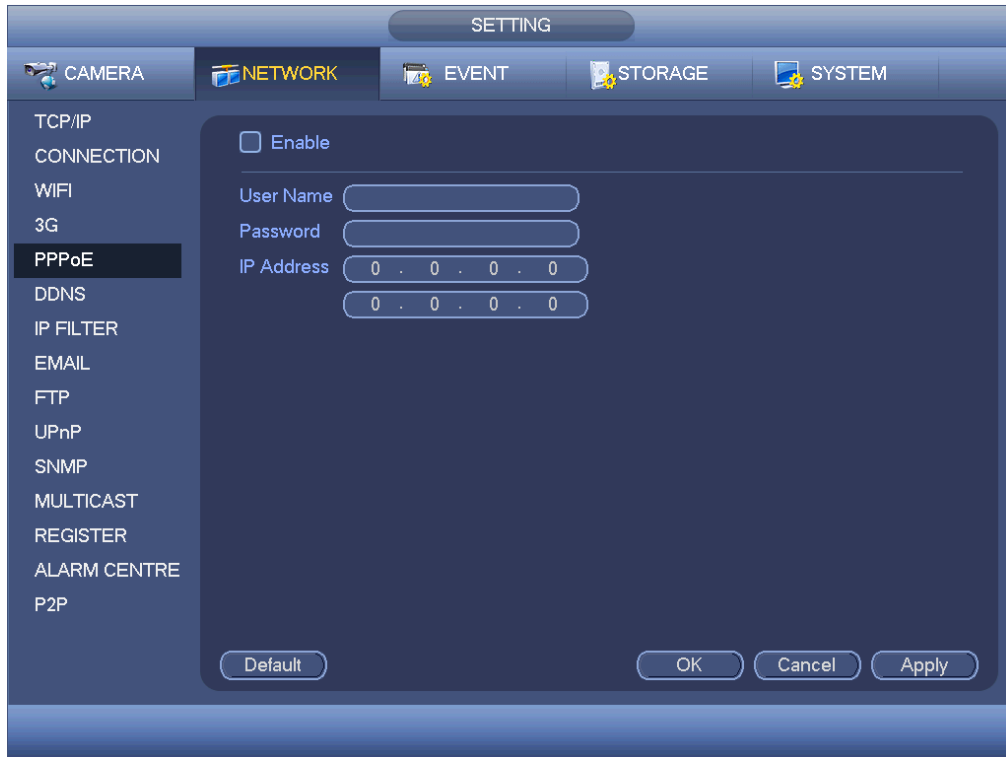 SETTING
CAMERA NETWORK EVENT STORAGE SYSTEM
TCP/IP
CONNECTION
WIFI
3G
PPPoE
DDNS
IP FILTER
EMAIL
FTP
UPnP
SNMP
MULTICAST
REGISTER
ALARM CENTRE
P2P
Enable
User Name
Password
IP Address 0 . 0 . 0 . 0
0 . 0 . 0 . 0
Default OK Cancel Apply